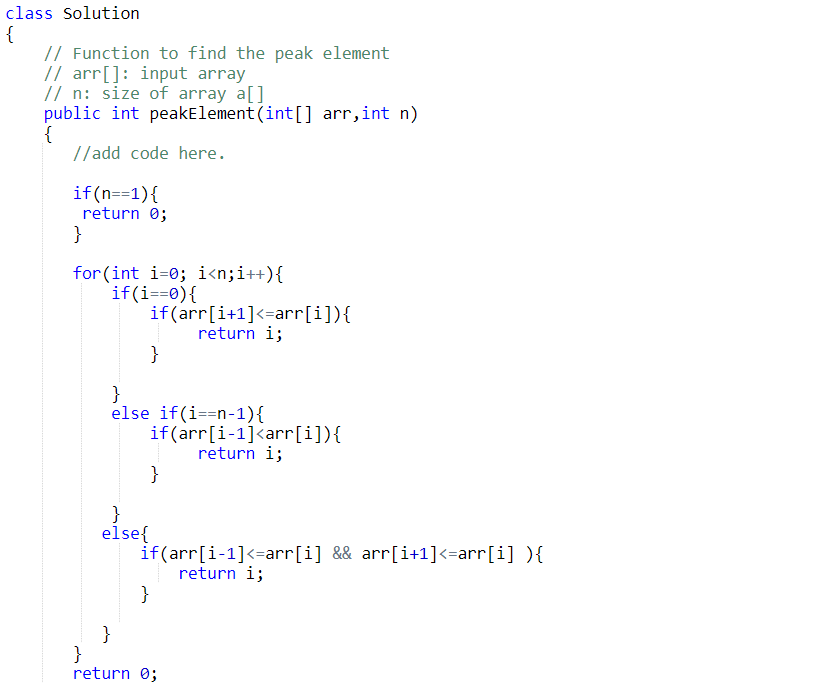 class Solution
{
    // Function to find the peak element
    // arr[]: input array
    // n: size of array a[]
    public int peakElement(int[] arr,int n)
    {
       //add code here.
       if(n==1){
        return 0;
       }
       for(int i=0; i<n;i++){
           if(i==0){
               if(arr[i+1]<=arr[i]){
                    return i;
               }
           }
           else if(i==n-1){
               if(arr[i-1]<arr[i]){
                    return i;
               }
           }
          else{
              if(arr[i-1]<=arr[i] && arr[i+1]<=arr[i] ){
                  return i;
              }
          }
       }
       return 0;